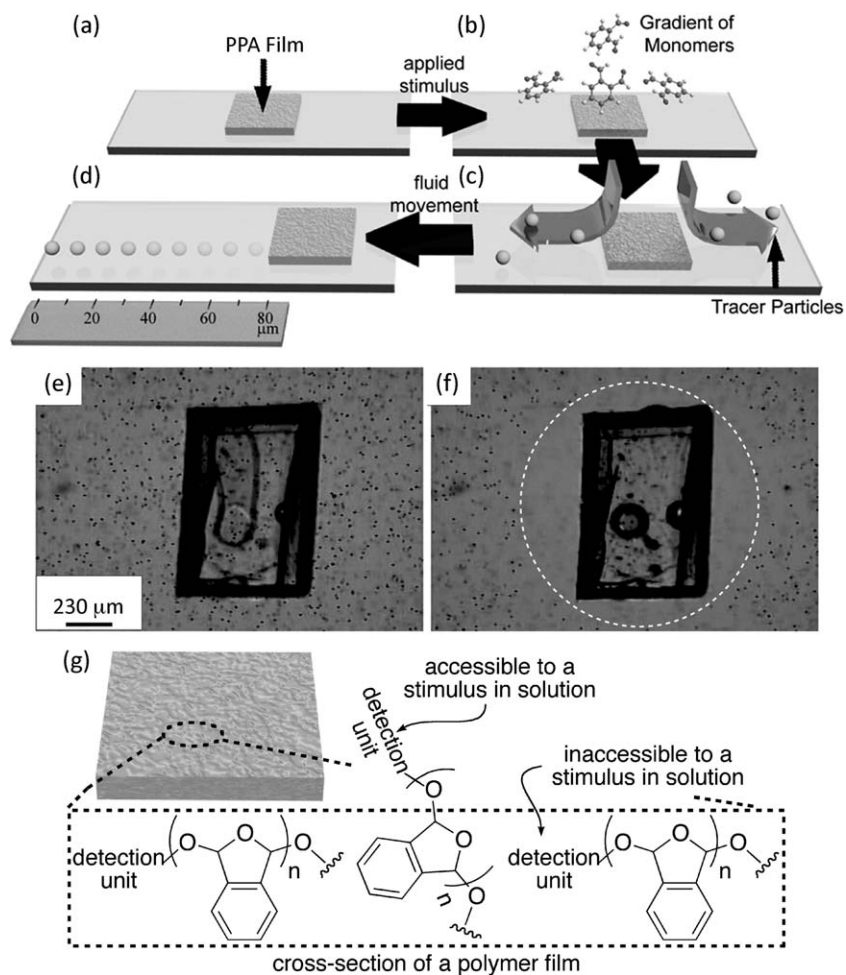 (a)
PPA Film
applied
stimulus
(b)
Gradient of
Monomers
(d)
fluid
movement
(c)
0 20 40 60 80
μm
Tracer Particles
(e)
230 μm
(f)
(g)
accessible to a
stimulus in solution
detection
unit
inaccessible to a
stimulus in solution
detection
unit
O
O
O
n
O
O
n
O
detection
unit
O
O
O
n
cross-section of a polymer film